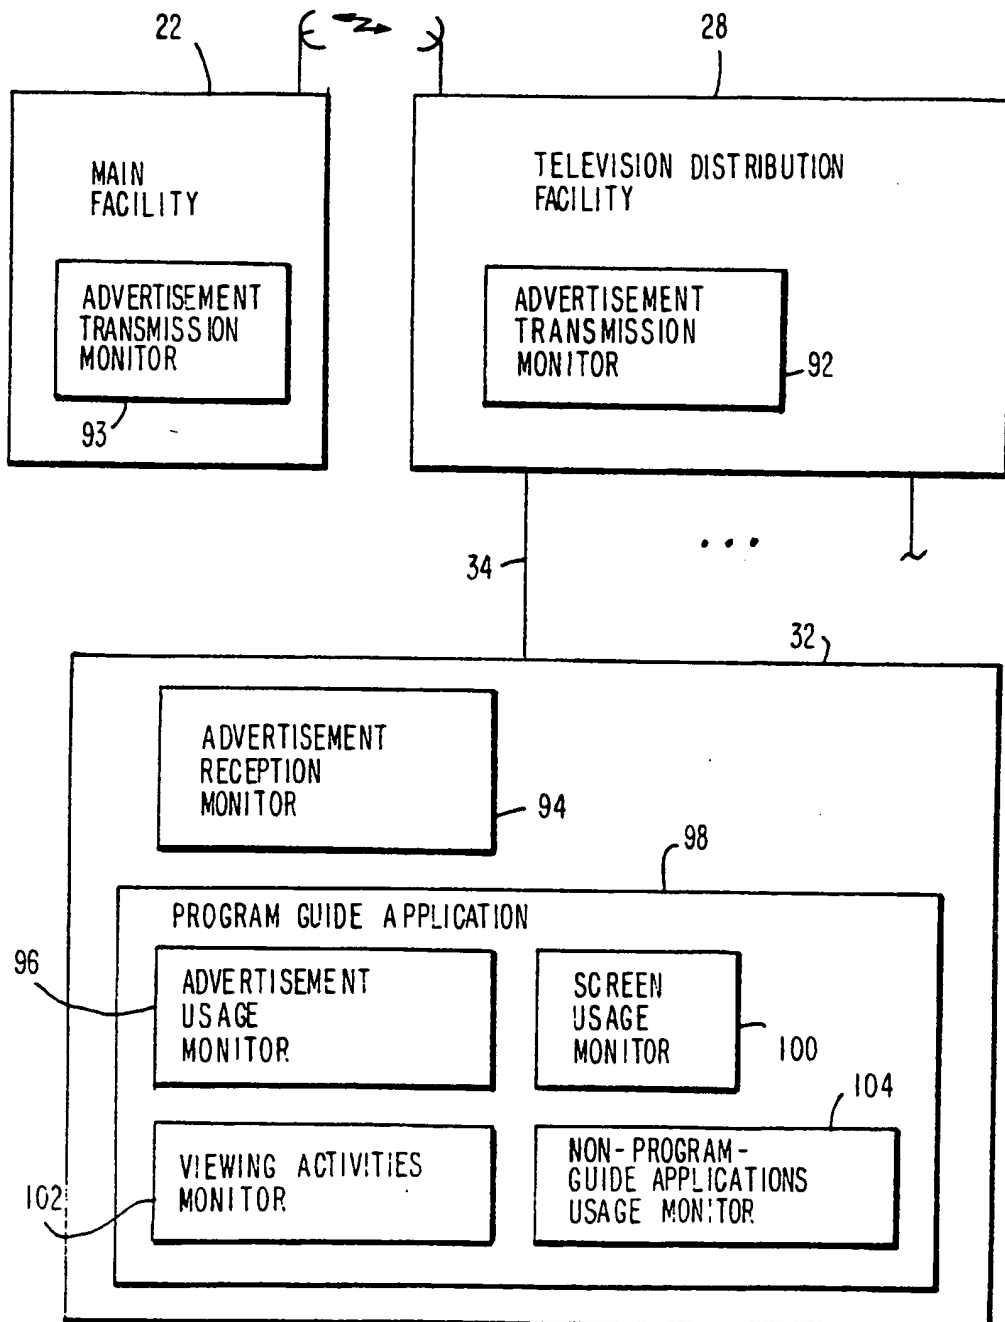 22
28
MAIN
FACILITY
TELEVISION DISTRIBUTION
FACILITY
ADVERTISEMENT
TRANSMISSION
MONITOR
93
ADVERTISEMENT
TRANSMISSION
MONITOR
92
34
...
32
ADVERTISEMENT
RECEPTION
MONITOR
94
98
PROGRAM GUIDE APPLICATION
96
ADVERTISEMENT
USAGE
MONITOR
SCREEN
USAGE
MONITOR
100
104
VIEWING ACTIVITIES
MONITOR
102
NON-PROGRAM-
GUIDE APPLICATIONS
USAGE MONITOR